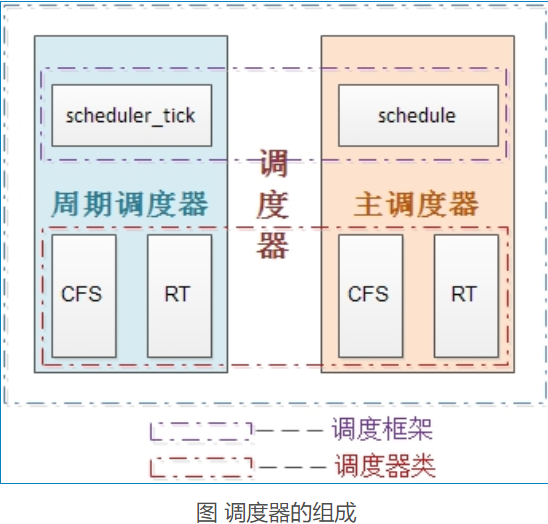 scheduler_tick
schedule
调度器
周期调度器
主调度器
CFS
RT
CFS
RT
调度框架
调度器类
图 调度器的组成